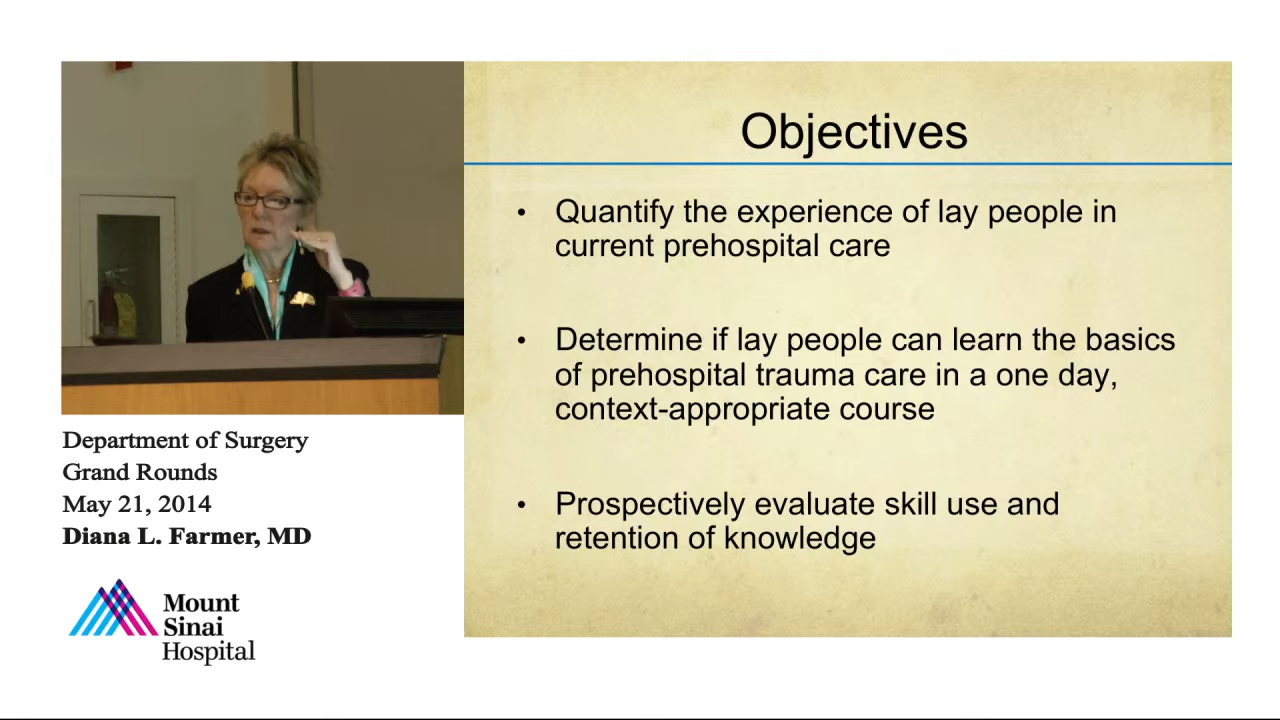 Objectives
• Quantify the experience of lay people in
current prehospital care
• Determine if lay people can learn the basics
of prehospital trauma care in a one day,
context-appropriate course
• Prospectively evaluate skill use and
retention of knowledge
Department of Surgery
Grand Rounds
May 21, 2014
Diana L. Farmer, MD
Mount
Sinai
Hospital